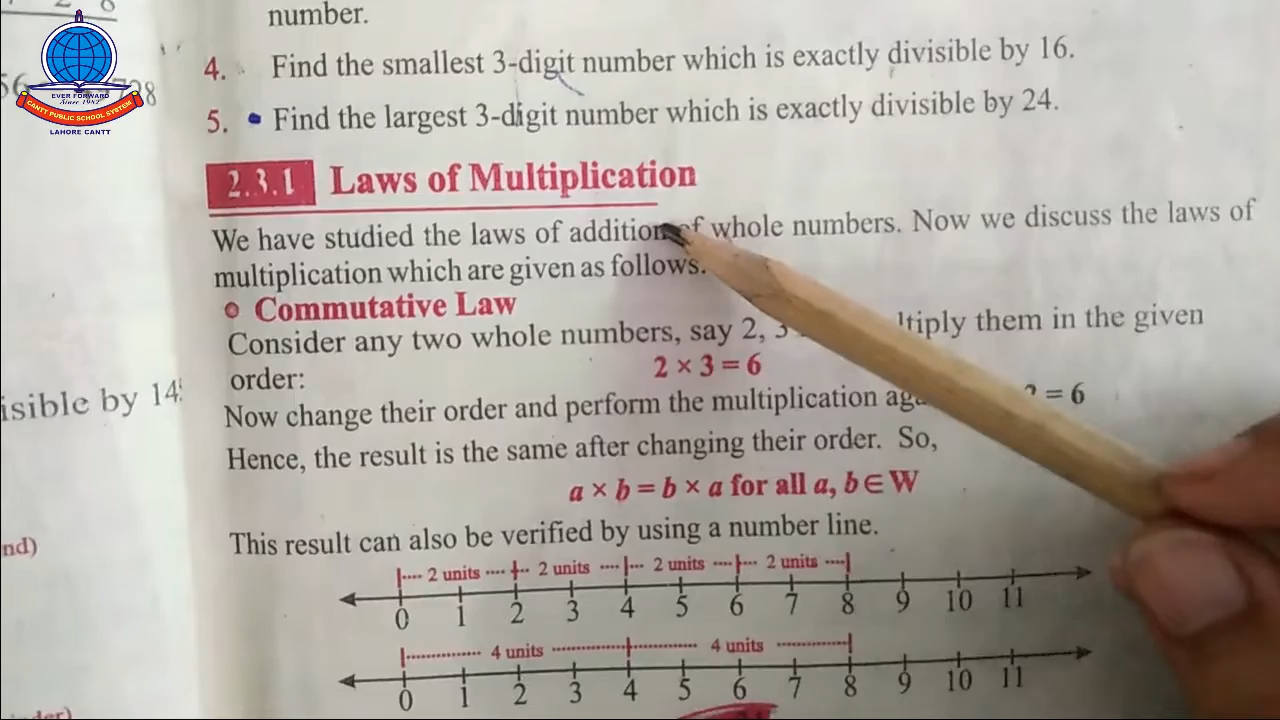 number.
EVER FORWARD
Since 1982
CANTT PUBLIC SCHOOL SYSTEM
LAHORE CANTT
4. Find the smallest 3-digit number which is exactly divisible by 16.
5. Find the largest 3-digit number which is exactly divisible by 24.
2.3.1 Laws of Multiplication
We have studied the laws of addition of whole numbers. Now we discuss the laws of
multiplication which are given as follows.
Commutative Law
Consider any two whole numbers, say 2, 3 them in the given
order:
2 × 3 = 6
Now change their order and perform the multiplication = 6
Hence, the result is the same after changing their order. So,
a × b = b × a for all a, b ∈ W
This result can also be verified by using a number line.
2 units 2 units 2 units 2 units
0 1 2 3 4 5 6 7 8 9 10 11
4 units 4 units
0 1 2 3 4 5 6 7 8 9 10 11
by 14